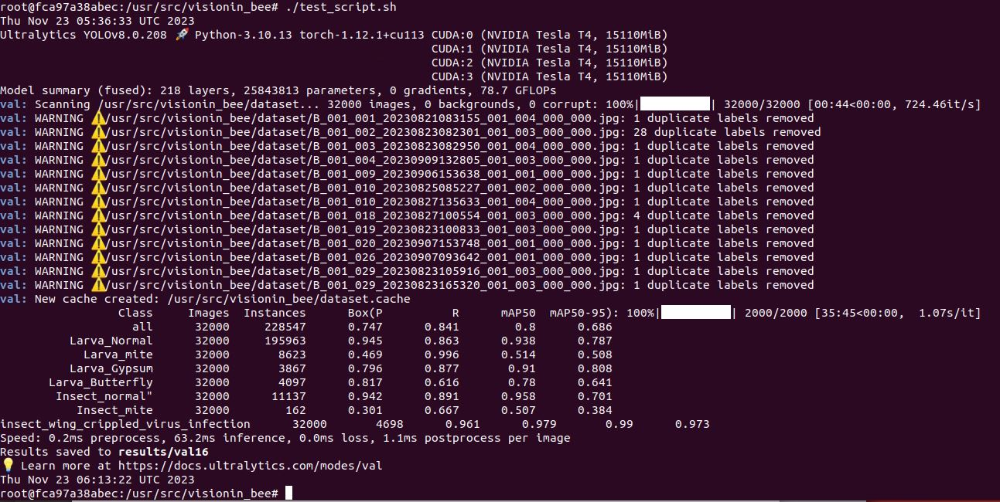 root@fca97a38abec:/usr/src/visionin_bee# ./test_script.sh
Thu Nov 23 05:36:33 UTC 2023
Ultralytics YOLOv8.0.208 🚀 Python-3.10.13 torch-1.12.1+cu113 CUDA:0 (NVIDIA Tesla T4, 15110MiB)
CUDA:1 (NVIDIA Tesla T4, 15110MiB)
CUDA:2 (NVIDIA Tesla T4, 15110MiB)
CUDA:3 (NVIDIA Tesla T4, 15110MiB)
Model summary (fused): 218 layers, 25843813 parameters, 0 gradients, 78.7 GFLOPs
val: Scanning /usr/src/visionin_bee/dataset... 32000 images, 0 backgrounds, 0 corrupt: 100%|██████████| 32000/32000 [00:44<00:00, 724.46it/s]
val: WARNING ⚠️/usr/src/visionin_bee/dataset/B_001_001_20230821083155_001_004_000_000.jpg: 1 duplicate labels removed
val: WARNING ⚠️/usr/src/visionin_bee/dataset/B_001_002_20230823082301_001_003_000_000.jpg: 28 duplicate labels removed
val: WARNING ⚠️/usr/src/visionin_bee/dataset/B_001_003_20230823082950_001_004_000_000.jpg: 1 duplicate labels removed
val: WARNING ⚠️/usr/src/visionin_bee/dataset/B_001_004_20230909132805_001_003_000_000.jpg: 1 duplicate labels removed
val: WARNING ⚠️/usr/src/visionin_bee/dataset/B_001_009_20230906153638_001_001_000_000.jpg: 1 duplicate labels removed
val: WARNING ⚠️/usr/src/visionin_bee/dataset/B_001_010_20230825085227_001_002_000_000.jpg: 1 duplicate labels removed
val: WARNING ⚠️/usr/src/visionin_bee/dataset/B_001_010_20230827135633_001_004_000_000.jpg: 1 duplicate labels removed
val: WARNING ⚠️/usr/src/visionin_bee/dataset/B_001_018_20230827100554_001_003_000_000.jpg: 4 duplicate labels removed
val: WARNING ⚠️/usr/src/visionin_bee/dataset/B_001_019_20230823100833_001_003_000_000.jpg: 1 duplicate labels removed
val: WARNING ⚠️/usr/src/visionin_bee/dataset/B_001_020_20230907153748_001_001_000_000.jpg: 1 duplicate labels removed
val: WARNING ⚠️/usr/src/visionin_bee/dataset/B_001_026_20230907093642_001_001_000_000.jpg: 1 duplicate labels removed
val: WARNING ⚠️/usr/src/visionin_bee/dataset/B_001_029_20230823105916_001_003_000_000.jpg: 1 duplicate labels removed
val: WARNING ⚠️/usr/src/visionin_bee/dataset/B_001_029_20230823165320_001_003_000_000.jpg: 1 duplicate labels removed
val: New cache created: /usr/src/visionin_bee/dataset.cache
Class Images Instances Box(P R mAP50 mAP50-95): 100%|██████████| 2000/2000 [35:45<00:00, 1.07s/it]
all 32000 228547 0.747 0.841 0.8 0.686
Larva_Normal 32000 195963 0.945 0.863 0.938 0.787
Larva_mite 32000 8623 0.469 0.996 0.514 0.508
Larva_Gypsum 32000 3867 0.796 0.877 0.91 0.808
Larva_Butterfly 32000 4097 0.817 0.616 0.78 0.641
Insect_normal" 32000 11137 0.942 0.891 0.958 0.701
Insect_mite 32000 162 0.301 0.667 0.507 0.384
insect_wing_crippled_virus_infection 32000 4698 0.961 0.979 0.99 0.973
Speed: 0.2ms preprocess, 63.2ms inference, 0.0ms loss, 1.1ms postprocess per image
Results saved to results/val16
💡 Learn more at https://docs.ultralytics.com/modes/val
Thu Nov 23 06:13:22 UTC 2023
root@fca97a38abec:/usr/src/visionin_bee#